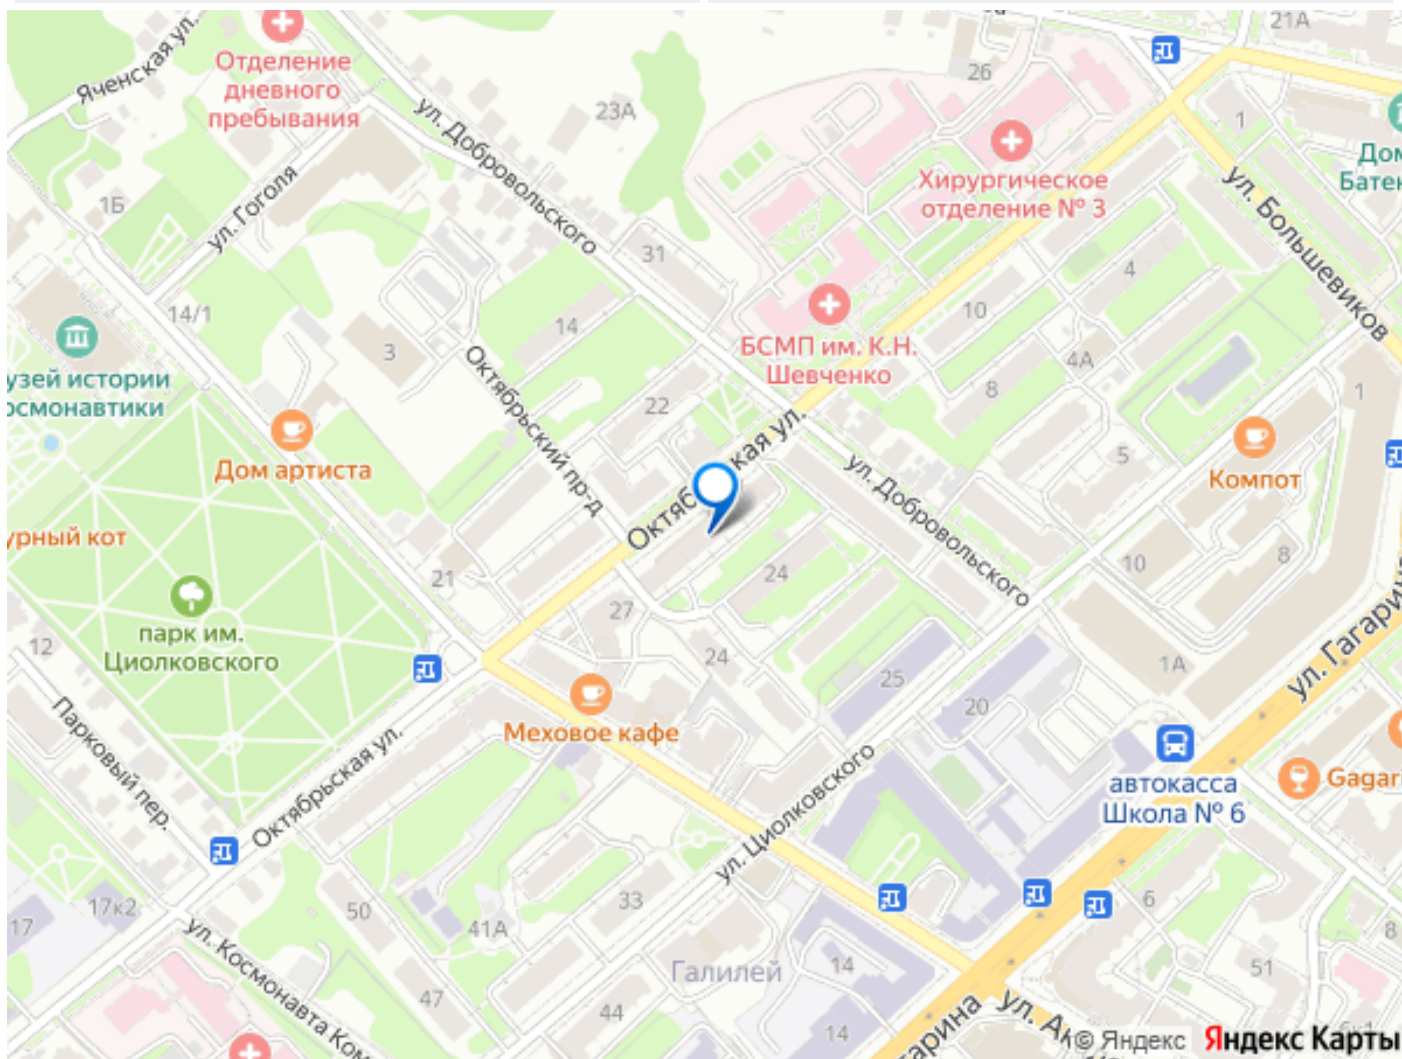 21А
Яченская ул.
Отделение
дневного
пребывания
26
23А
ул. Добровольского
1
Хирургическое
отделение № 3
ул. Гоголя
1Б
31
ул. Большевиков
4
14/1
14
3
10
БСМП им. К.Н.
Шевченко
4А
8
1
Октябрьский пр-д
22
Дом артиста
5
Компот
ул. Добровольского
24
10
8
21
27
парк им.
Циолковского
12
24
25
1А
20
ул. Гагарина
Меховое кафе
Парковый пер.
Октябрьская ул.
автокасса
Школа № 6
ул. Циолковского
17
17к2
50
41А
33
6
8
Галилей
14
51
47
44
14
© Яндекс
Яндекс Карты